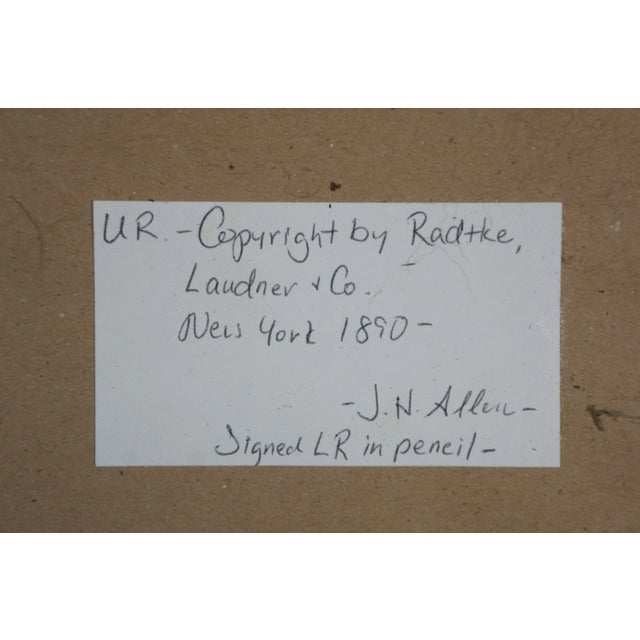 UR. - Copyright by Radtke,
Laudner & Co.
New York 1890 -
- J. H. Allen -
Signed LR in pencil -